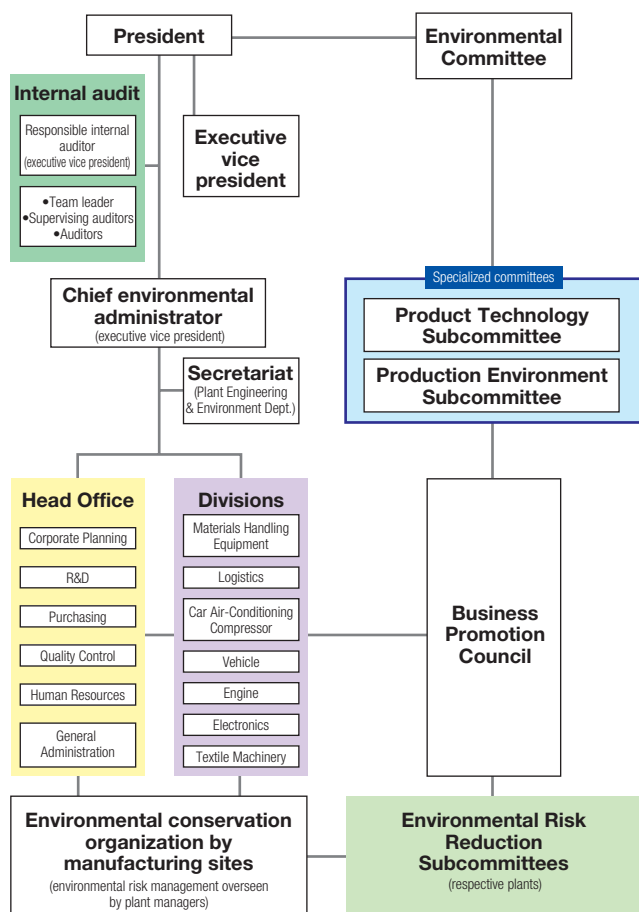 President
Environmental
Committee
Internal audit
Responsible internal
auditor
(executive vice president)
•Team leader
•Supervising auditors
•Auditors
Executive
vice
president
Chief environmental
administrator
(executive vice president)
Secretariat
(Plant Engineering
& Environment Dept.)
Specialized committees
Product Technology
Subcommittee
Production Environment
Subcommittee
Head Office
Corporate Planning
R&D
Purchasing
Quality Control
Human Resources
General
Administration
Divisions
Materials Handling
Equipment
Logistics
Car Air-Conditioning
Compressor
Vehicle
Engine
Electronics
Textile Machinery
Business
Promotion
Council
Environmental conservation
organization by
manufacturing sites
(environmental risk management overseen
by plant managers)
Environmental Risk
Reduction
Subcommittees
(respective plants)